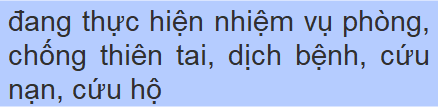 đang thực hiện nhiệm vụ phòng,
chống thiên tai, dịch bệnh, cứu
nạn, cứu hộ